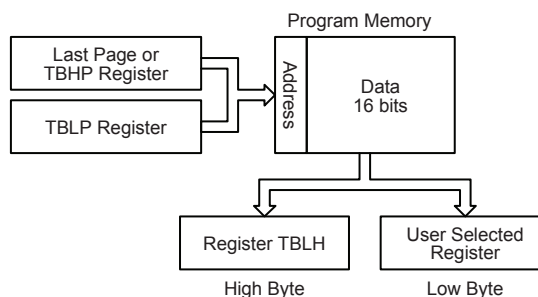 Program Memory
Last Page or
TBHP Register
TBLP Register
Address
Data
16 bits
Register TBLH
User Selected
Register
High Byte
Low Byte